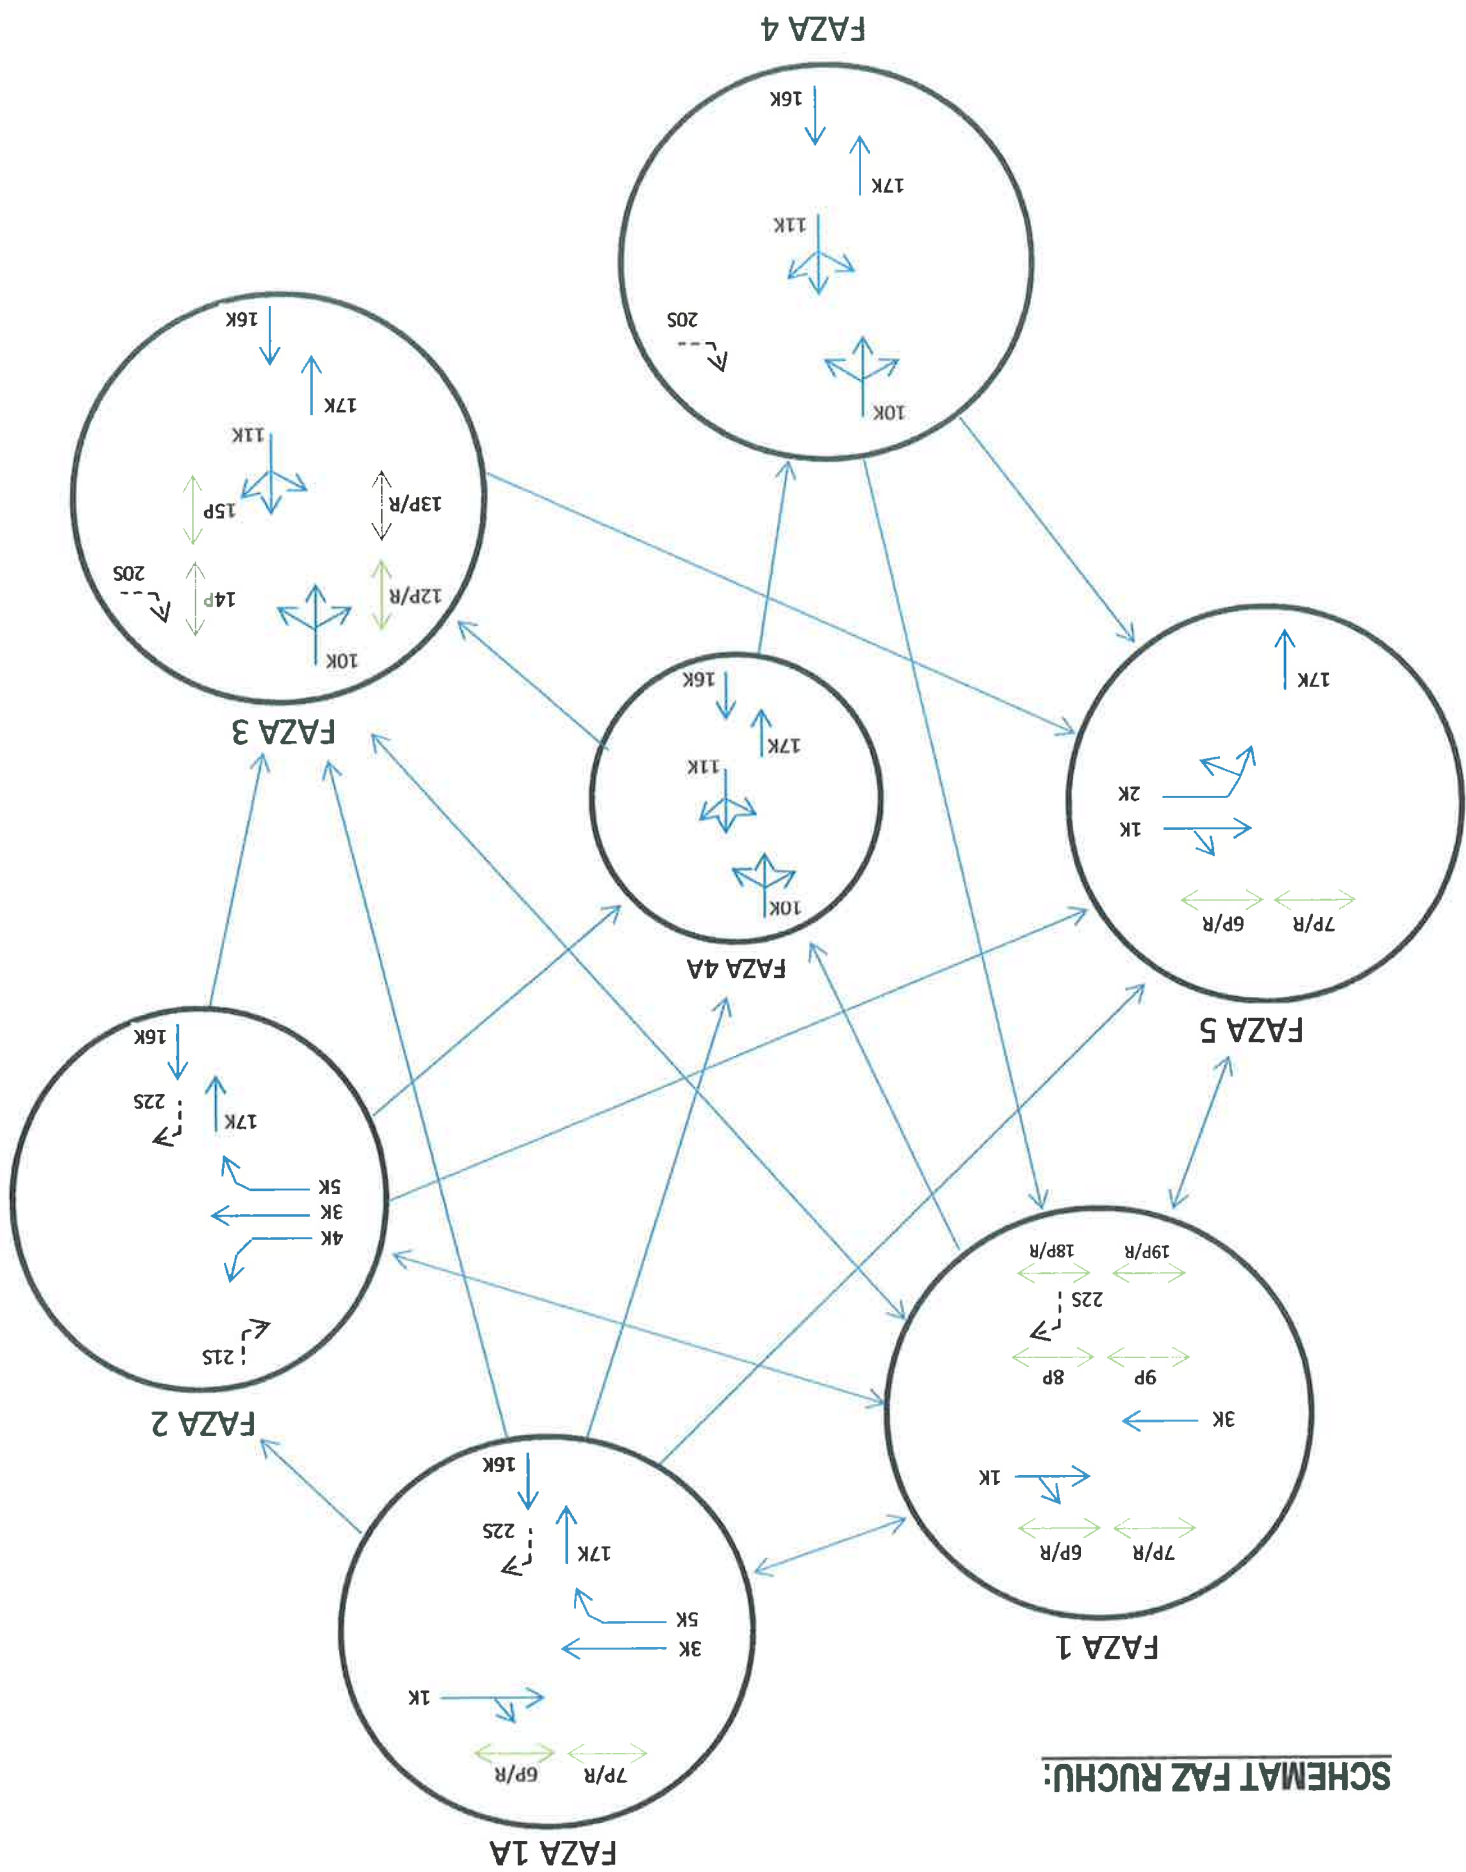 SCHEMAT FAZ RUCHU:
FAZA 1A
7P/R 6P/R
1K
3K
5K
17K
22S
16K
FAZA 1
7P/R 6P/R
1K
3K
9P 8P
22S
19P/R 18P/R
FAZA 2
21S
4K
3K
5K
17K
22S
16K
FAZA 5
7P/R 6P/R
1K
2K
17K
FAZA 4A
10K
11K
17K
16K
FAZA 3
10K
12P/R 14P 20S
13P/R 15P
11K
17K
16K
10K
20S
11K
17K
16K
FAZA 4